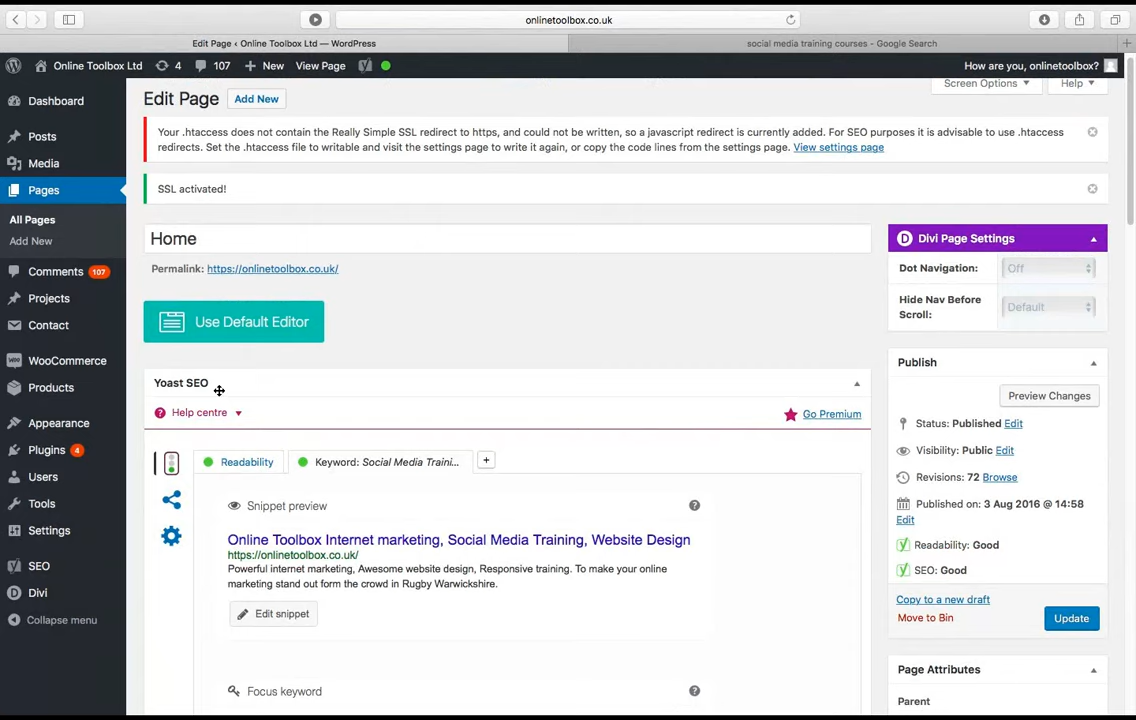 onlinetoolbox.co.uk
Edit Page ‹ Online Toolbox Ltd — WordPress
social media training courses - Google Search
Online Toolbox Ltd 4 107 New View Page
How are you, onlinetoolbox?
Dashboard
Posts
Media
Pages
All Pages
Add New
Comments 107
Projects
Contact
WooCommerce
Products
Appearance
Plugins 4
Users
Tools
Settings
SEO
Divi
Collapse menu
Edit Page Add New
Screen Options Help
Your .htaccess does not contain the Really Simple SSL redirect to https, and could not be written, so a javascript redirect is currently added. For SEO purposes it is advisable to use .htaccess
redirects. Set the .htaccess file to writable and visit the settings page to write it again, or copy the code lines from the settings page. View settings page
SSL activated!
Home
Permalink: https://onlinetoolbox.co.uk/
Use Default Editor
Yoast SEO
Help centre
Go Premium
Readability
Keyword: Social Media Traini...
+
Snippet preview
Online Toolbox Internet marketing, Social Media Training, Website Design
https://onlinetoolbox.co.uk/
Powerful internet marketing, Awesome website design, Responsive training. To make your online
marketing stand out form the crowd in Rugby Warwickshire.
Edit snippet
Focus keyword
D Divi Page Settings
Dot Navigation: Off
Hide Nav Before
Scroll: Default
Publish
Preview Changes
Status: Published Edit
Visibility: Public Edit
Revisions: 72 Browse
Published on: 3 Aug 2016 @ 14:58
Edit
Readability: Good
SEO: Good
Copy to a new draft
Move to Bin
Update
Page Attributes
Parent